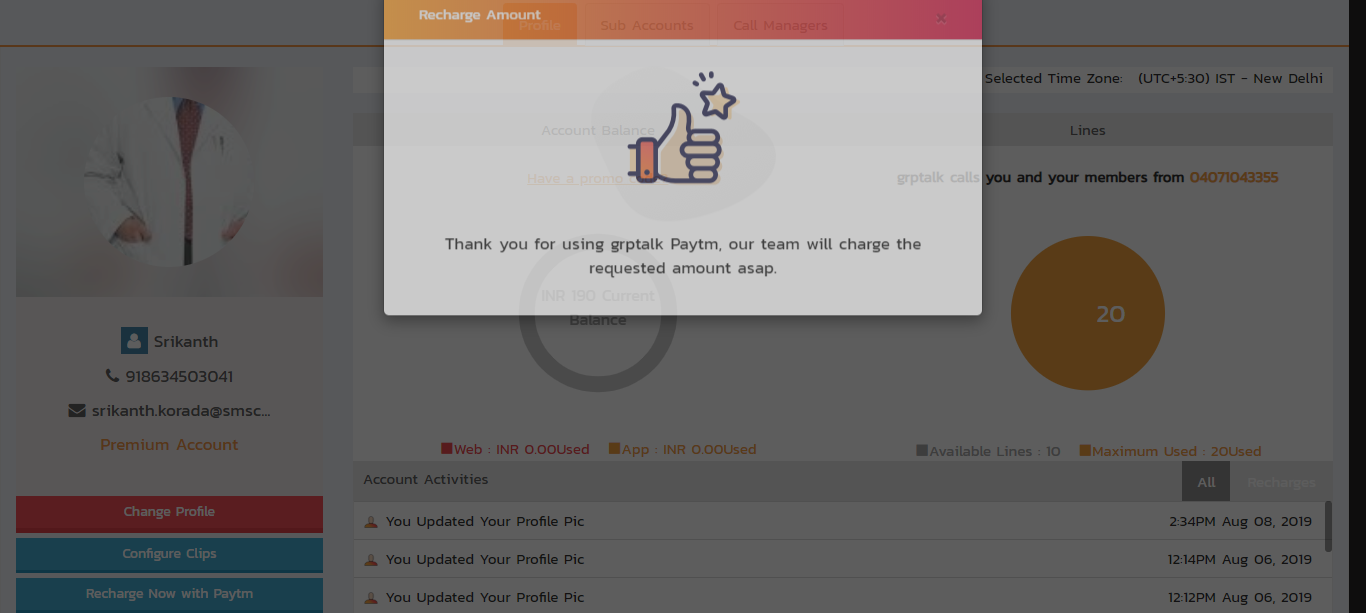 Recharge Amount
×
Profile
Sub Accounts
Call Managers
Selected Time Zone: (UTC+5:30) IST - New Delhi
Account Balance
Lines
Have a promo
grptalk calls you and your members from 04071043355
Thank you for using grptalk Paytm, our team will charge the
requested amount asap.
INR 190 Current
Balance
20
Srikanth
918634503041
srikanth.korada@smsc...
Premium Account
Web : INR 0.00Used
App : INR 0.00Used
Available Lines : 10
Maximum Used : 20Used
Account Activities
All
Recharges
Change Profile
You Updated Your Profile Pic
2:34PM Aug 08, 2019
Configure Clips
You Updated Your Profile Pic
12:14PM Aug 06, 2019
Recharge Now with Paytm
You Updated Your Profile Pic
12:12PM Aug 06, 2019